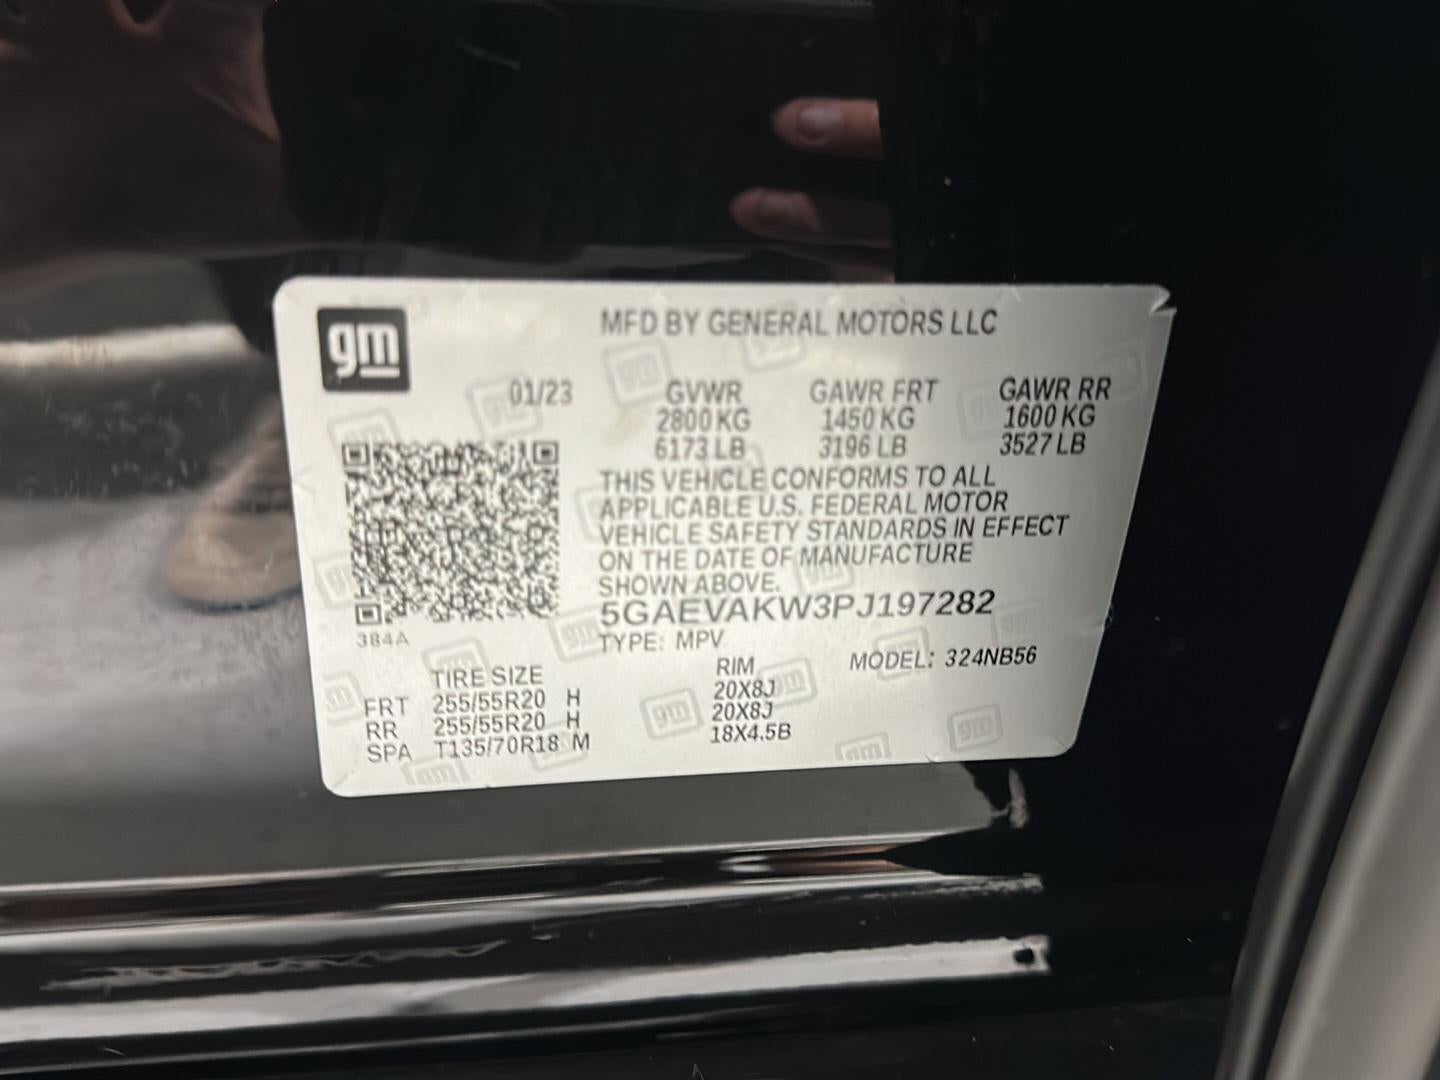 gm
MFD BY GENERAL MOTORS LLC
01/23 GVWR GAWR FRT GAWR RR
2800 KG 1450 KG 1600 KG
6173 LB 3196 LB 3527 LB
THIS VEHICLE CONFORMS TO ALL
APPLICABLE U.S. FEDERAL MOTOR
VEHICLE SAFETY STANDARDS IN EFFECT
ON THE DATE OF MANUFACTURE
SHOWN ABOVE.
5GAEVAKW3PJ197282
384A
TYPE: MPV
MODEL: 324NB56
TIRE SIZE RIM
FRT 255/55R20 H 20X8J
RR 255/55R20 H 20X8J
SPA T135/70R18 M 18X4.5B